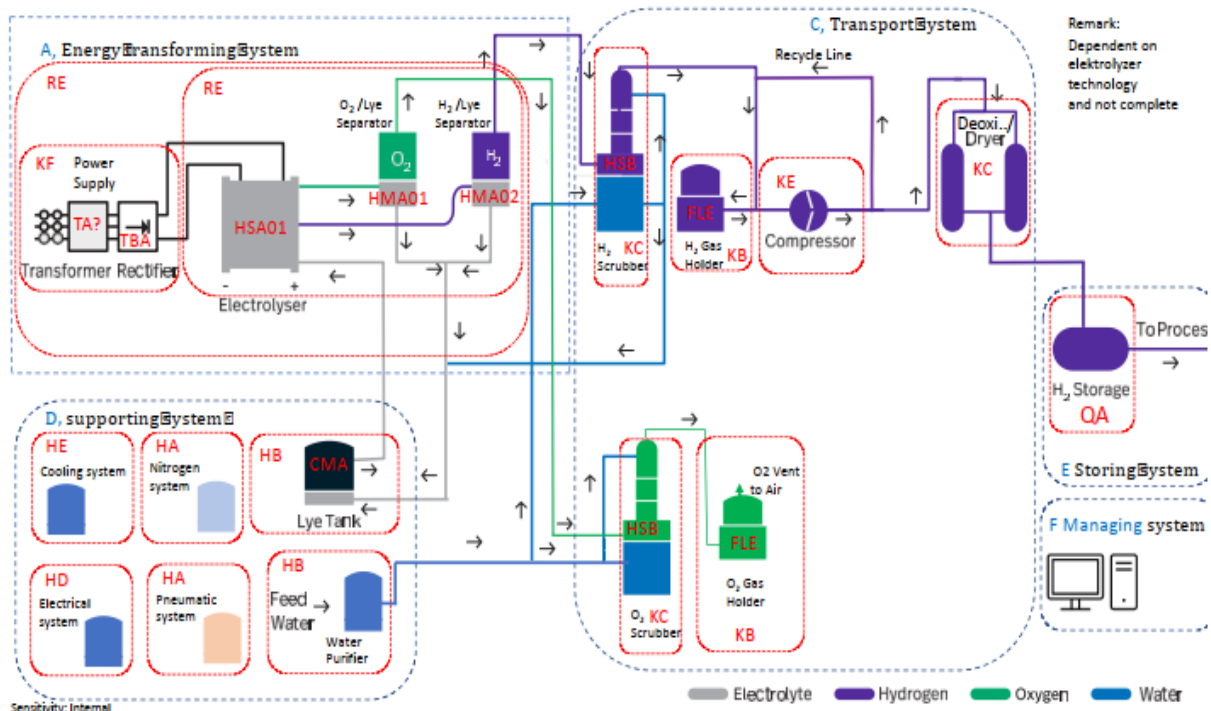 A, Energy transforming system
RE
RE
KF
Power
Supply
TA?
TBA
Transformer Rectifier
HSA01
-
+
Electrolyser
O₂ /Lye
Separator
H₂ /Lye
Separator
O₂
H₂
HMA01
HMA02
C, Transport system
Recycle Line
HSB
H₂ KC
Scrubber
FLE
H₂ Gas
Holder
KB
KE
Compressor
Deoxi../
Dryer
KC
Remark:
Dependent on
elektrolyzer
technology
and not complete
To Proces
H₂ Storage
QA
E Storing system
F Managing system
D, supporting system
HE
Cooling system
HA
Nitrogen
system
HB
CMA
Lye Tank
HD
Electrical
system
HA
Pneumatic
system
HB
Feed
Water
Water
Purifier
HSB
O₂ KC
Scrubber
O2 Vent
to Air
FLE
O₂ Gas
Holder
KB
Electrolyte
Hydrogen
Oxygen
Water
Sensitivity: Internal